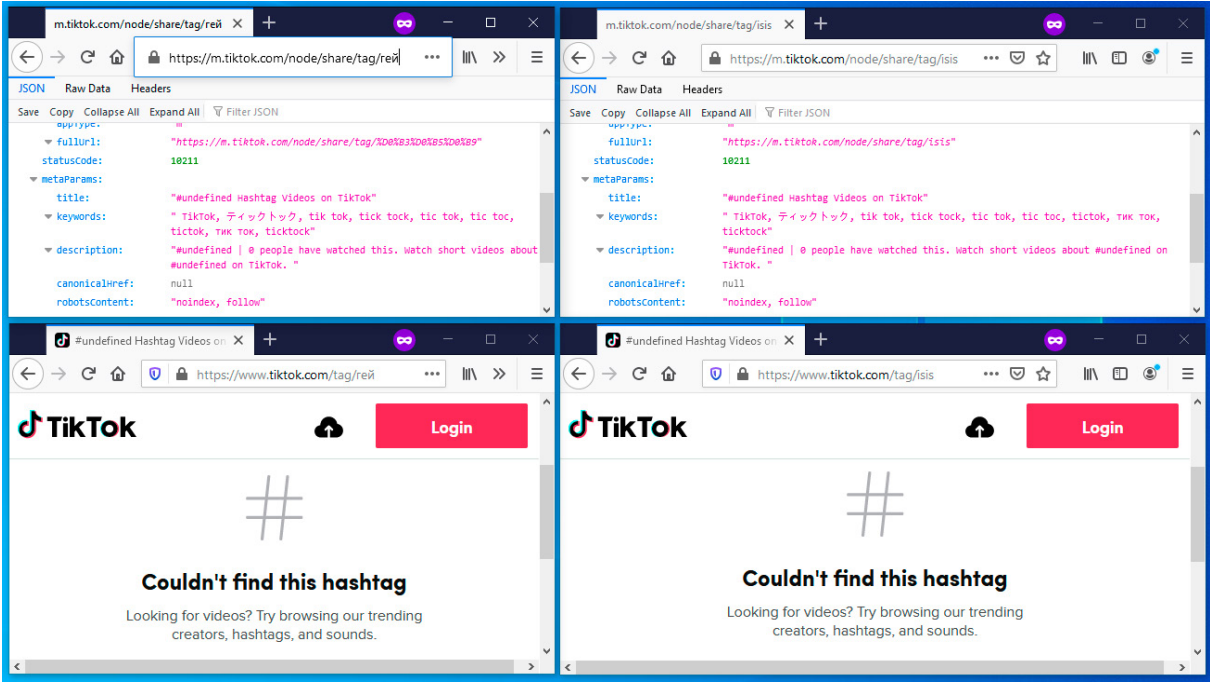 m.tiktok.com/node/share/tag/гей
https://m.tiktok.com/node/share/tag/гей
JSON Raw Data Headers
Save Copy Collapse All Expand All Filter JSON
appType: "m"
fullUrl: "https://m.tiktok.com/node/share/tag/%D0%B3%D0%B5%D0%B9"
statusCode: 10211
metaParams:
title: "#undefined Hashtag Videos on TikTok"
keywords: " TikTok, ティックトック, tik tok, tick tock, tic tok, tic toc,
tictok, тик ток, ticktock"
description: "#undefined | 0 people have watched this. Watch short videos about
#undefined on TikTok. "
canonicalHref: null
robotsContent: "noindex, follow"
m.tiktok.com/node/share/tag/isis
https://m.tiktok.com/node/share/tag/isis
JSON Raw Data Headers
Save Copy Collapse All Expand All Filter JSON
appType: "m"
fullUrl: "https://m.tiktok.com/node/share/tag/isis"
statusCode: 10211
metaParams:
title: "#undefined Hashtag Videos on TikTok"
keywords: " TikTok, ティックトック, tik tok, tick tock, tic tok, tic toc, tictok, тик ток,
ticktock"
description: "#undefined | 0 people have watched this. Watch short videos about #undefined on
TikTok. "
canonicalHref: null
robotsContent: "noindex, follow"
#undefined Hashtag Videos on
https://www.tiktok.com/tag/гей
TikTok
Login
Couldn't find this hashtag
Looking for videos? Try browsing our trending
creators, hashtags, and sounds.
#undefined Hashtag Videos on
https://www.tiktok.com/tag/isis
TikTok
Login
Couldn't find this hashtag
Looking for videos? Try browsing our trending
creators, hashtags, and sounds.